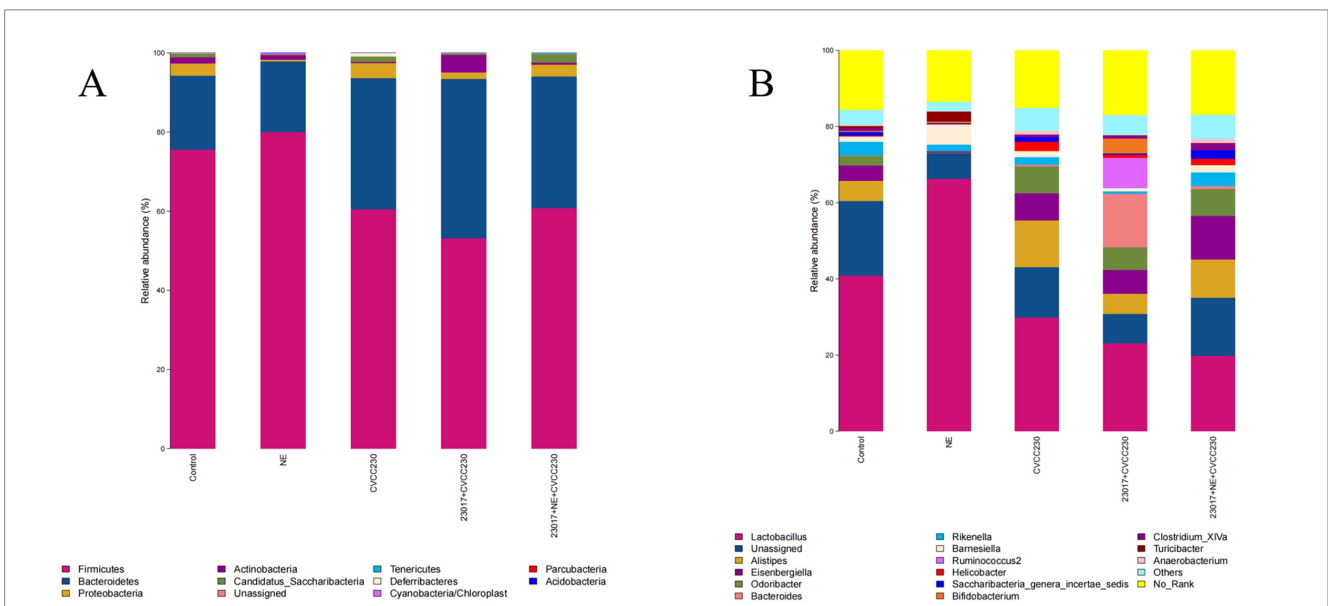 A
100
80
60
40
20
0
Relative abundance (%)
Control
NE
CVCC230
23017+CVCC230
23017+NE+CVCC230
Firmicutes
Bacteroidetes
Proteobacteria
Actinobacteria
Candidatus_Saccharibacteria
Unassigned
Tenericutes
Deferribacteres
Cyanobacteria/Chloroplast
Parcubacteria
Acidobacteria
B
100
80
60
40
20
0
Relative abundance (%)
Control
NE
CVCC230
23017+CVCC230
23017+NE+CVCC230
Lactobacillus
Unassigned
Alistipes
Eisenbergiella
Odoribacter
Bacteroides
Rikenella
Barnesiella
Ruminococcus2
Helicobacter
Saccharibacteria_genera_incertae_sedis
Bifidobacterium
Clostridium_XIVa
Turicibacter
Anaerobacterium
Others
No_Rank